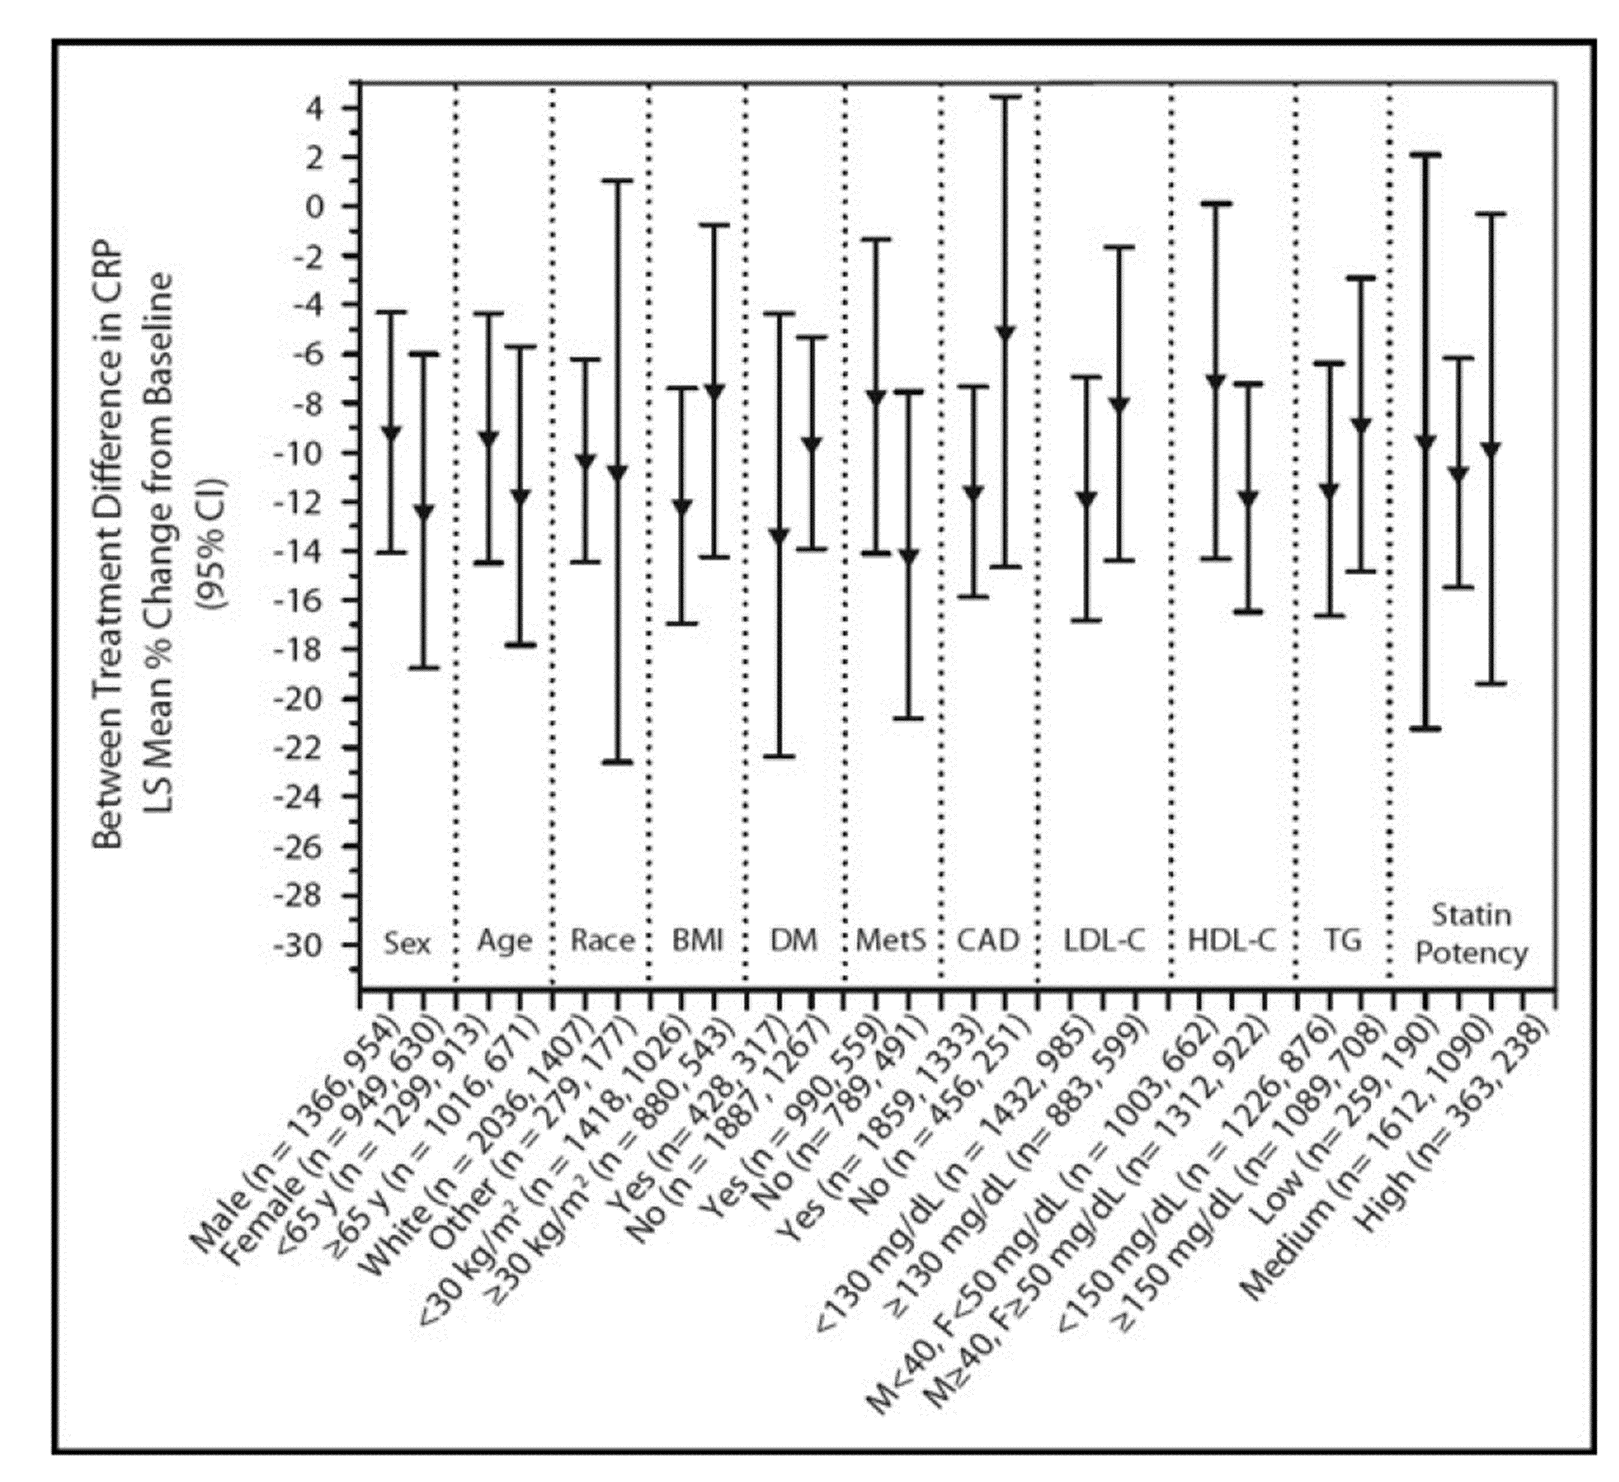 Between Treatment Difference in CRP
LS Mean % Change from Baseline
(95% CI)
4
2
0
-2
-4
-6
-8
-10
-12
-14
-16
-18
-20
-22
-24
-26
-28
-30
Sex
Age
Race
BMI
DM
MetS
CAD
LDL-C
HDL-C
TG
Statin
Potency
Male (n = 1366, 954)
Female (n = 949, 630)
<65 y (n = 1299, 913)
≥65 y (n = 1016, 671)
White (n = 2036, 1407)
Other (n = 279, 177)
<30 kg/m² (n = 1418, 1026)
≥30 kg/m² (n = 880, 543)
Yes (n= 428, 317)
No (n = 1887, 1267)
Yes (n = 990, 559)
No (n= 789, 491)
Yes (n= 1859, 1333)
No (n = 456, 251)
<130 mg/dL (n = 1432, 985)
≥130 mg/dL (n= 883, 599)
M<40, F<50 mg/dL (n = 1003, 662)
M≥40, F≥50 mg/dL (n= 1312, 922)
<150 mg/dL (n = 1226, 876)
≥150 mg/dL (n= 1089, 708)
Low (n= 259, 190)
Medium (n= 1612, 1090)
High (n= 363, 238)